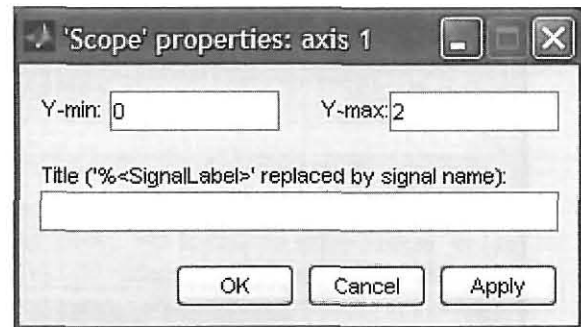 'Scope' properties: axis 1
Y-min: 0 Y-max: 2
Title ('%<SignalLabel>' replaced by signal name):
OK Cancel Apply